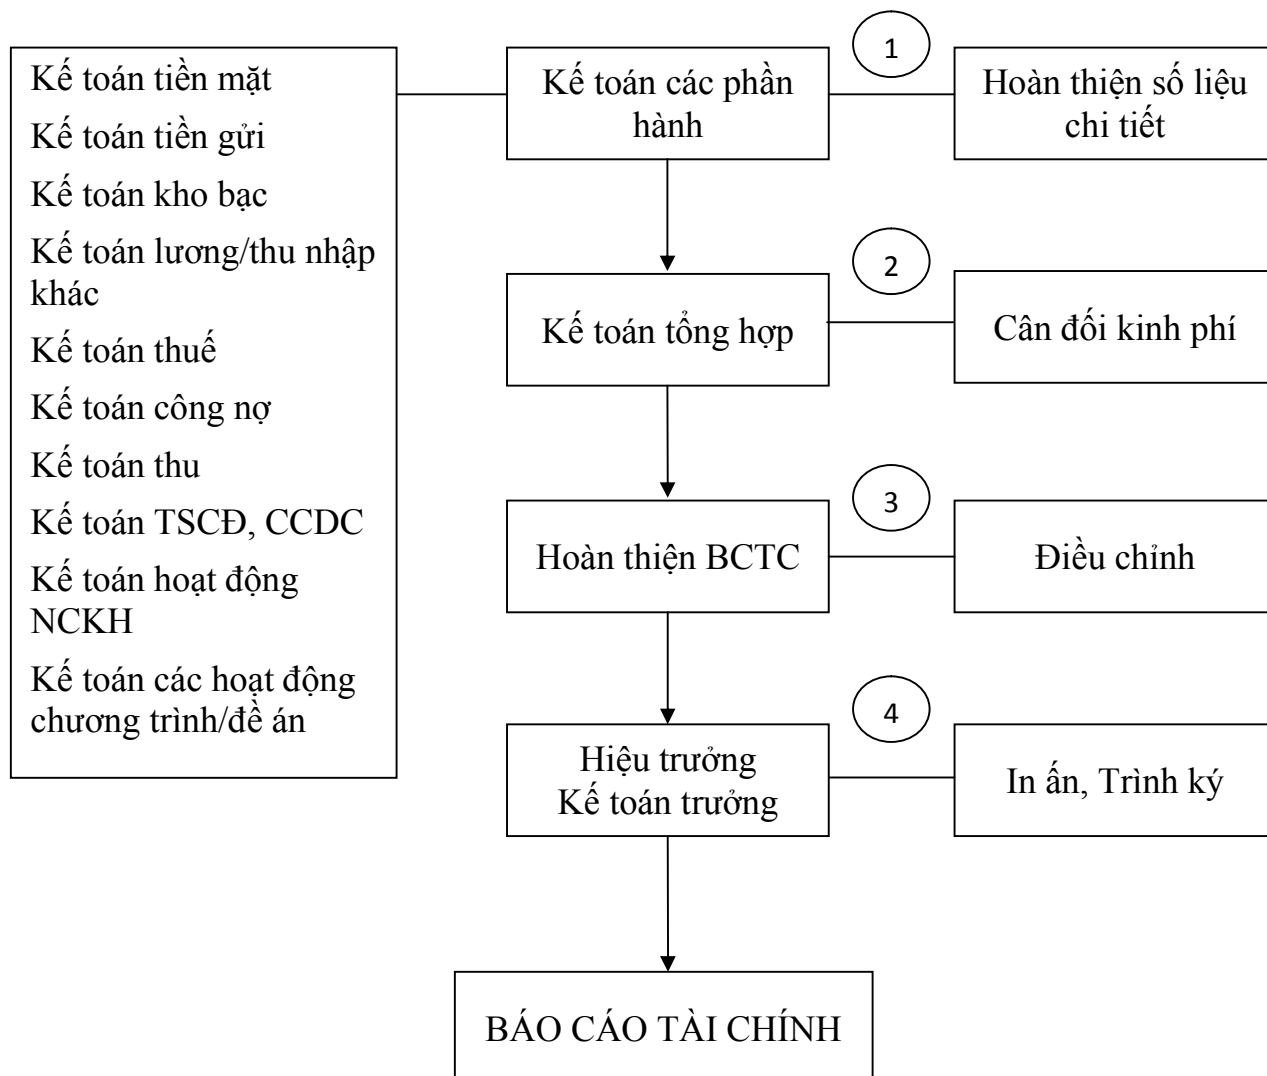 Kế toán tiền mặt
Kế toán tiền gửi
Kế toán kho bạc
Kế toán lương/thu nhập
khác
Kế toán thuế
Kế toán công nợ
Kế toán thu
Kế toán TSCĐ, CCDC
Kế toán hoạt động
NCKH
Kế toán các hoạt động
chương trình/đề án
Kế toán các phần
hành
1
Hoàn thiện số liệu
chi tiết
Kế toán tổng hợp
2
Cân đối kinh phí
Hoàn thiện BCTC
3
Điều chỉnh
Hiệu trưởng
Kế toán trưởng
4
In ấn, Trình ký
BÁO CÁO TÀI CHÍNH